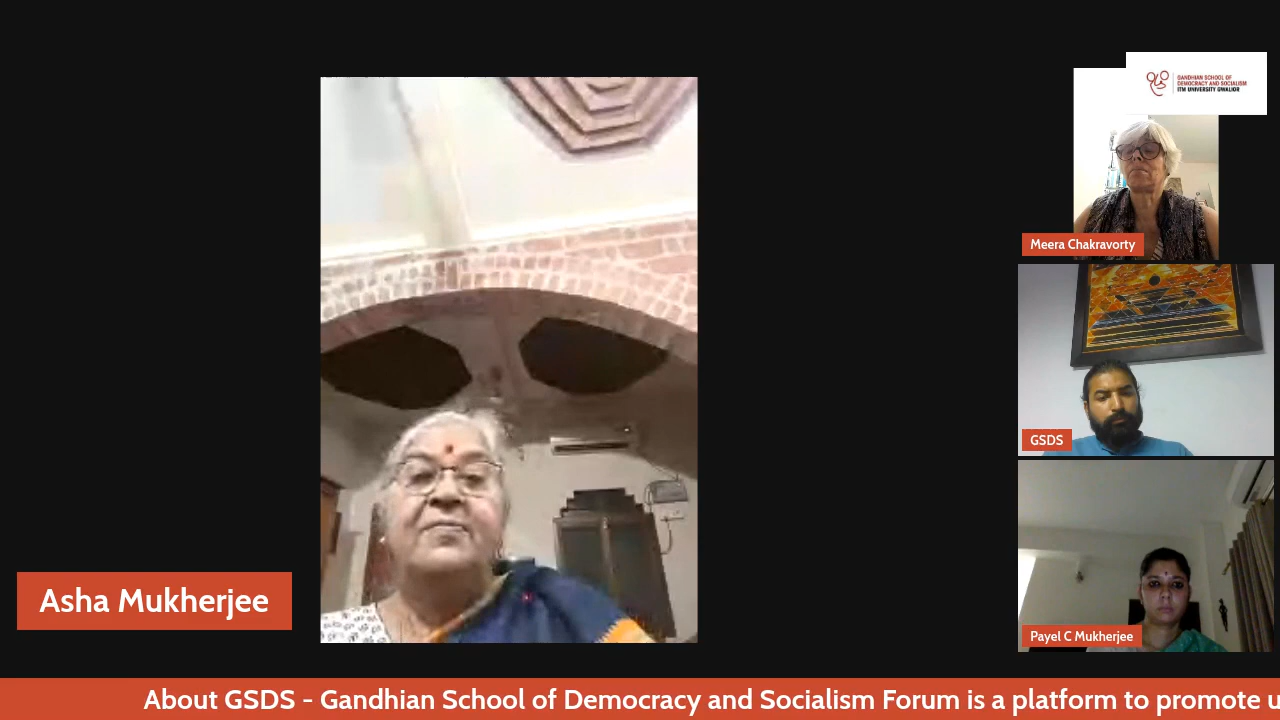 GANDHIAN SCHOOL OF
DEMOCRACY AND SOCIALISM
ITM UNIVERSITY GWALIOR
Meera Chakravorty
GSDS
Payel C Mukherjee
Asha Mukherjee
About GSDS - Gandhian School of Democracy and Socialism Forum is a platform to promote u